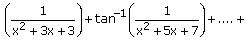 (1/(x² + 3x + 3)) + tan⁻¹(1/(x² + 5x + 7)) + .... +